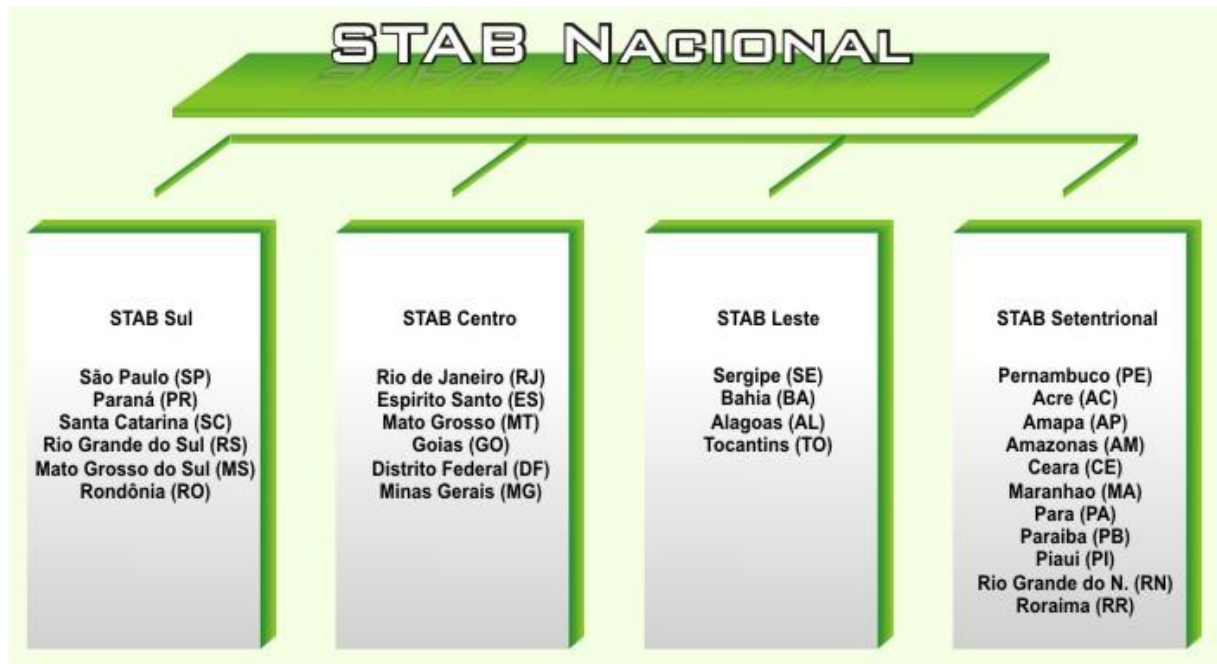 STAB NACIONAL
STAB Sul
São Paulo (SP)
Paraná (PR)
Santa Catarina (SC)
Rio Grande do Sul (RS)
Mato Grosso do Sul (MS)
Rondônia (RO)
STAB Centro
Rio de Janeiro (RJ)
Espirito Santo (ES)
Mato Grosso (MT)
Goias (GO)
Distrito Federal (DF)
Minas Gerais (MG)
STAB Leste
Sergipe (SE)
Bahia (BA)
Alagoas (AL)
Tocantins (TO)
STAB Setentrional
Pernambuco (PE)
Acre (AC)
Amapa (AP)
Amazonas (AM)
Ceara (CE)
Maranhao (MA)
Para (PA)
Paraiba (PB)
Piaui (PI)
Rio Grande do N. (RN)
Roraima (RR)